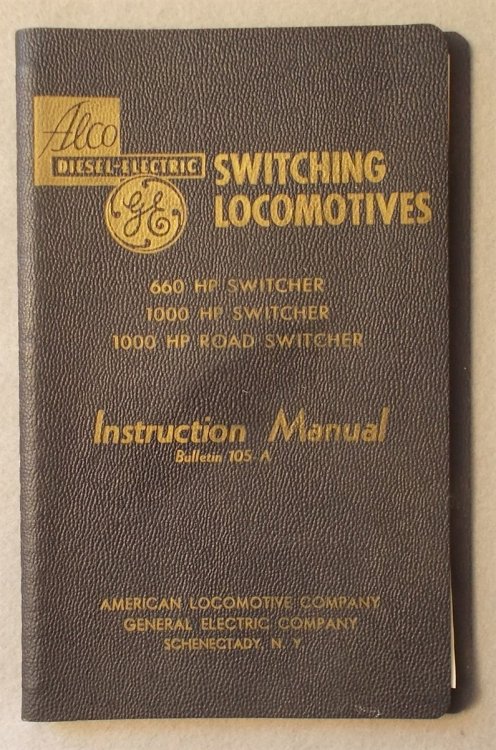 Alco
DIESEL-ELECTRIC
GE
SWITCHING
LOCOMOTIVES
660 HP SWITCHER
1000 HP SWITCHER
1000 HP ROAD SWITCHER
Instruction Manual
Bulletin 105-A
AMERICAN LOCOMOTIVE COMPANY
GENERAL ELECTRIC COMPANY
SCHENECTADY, N. Y